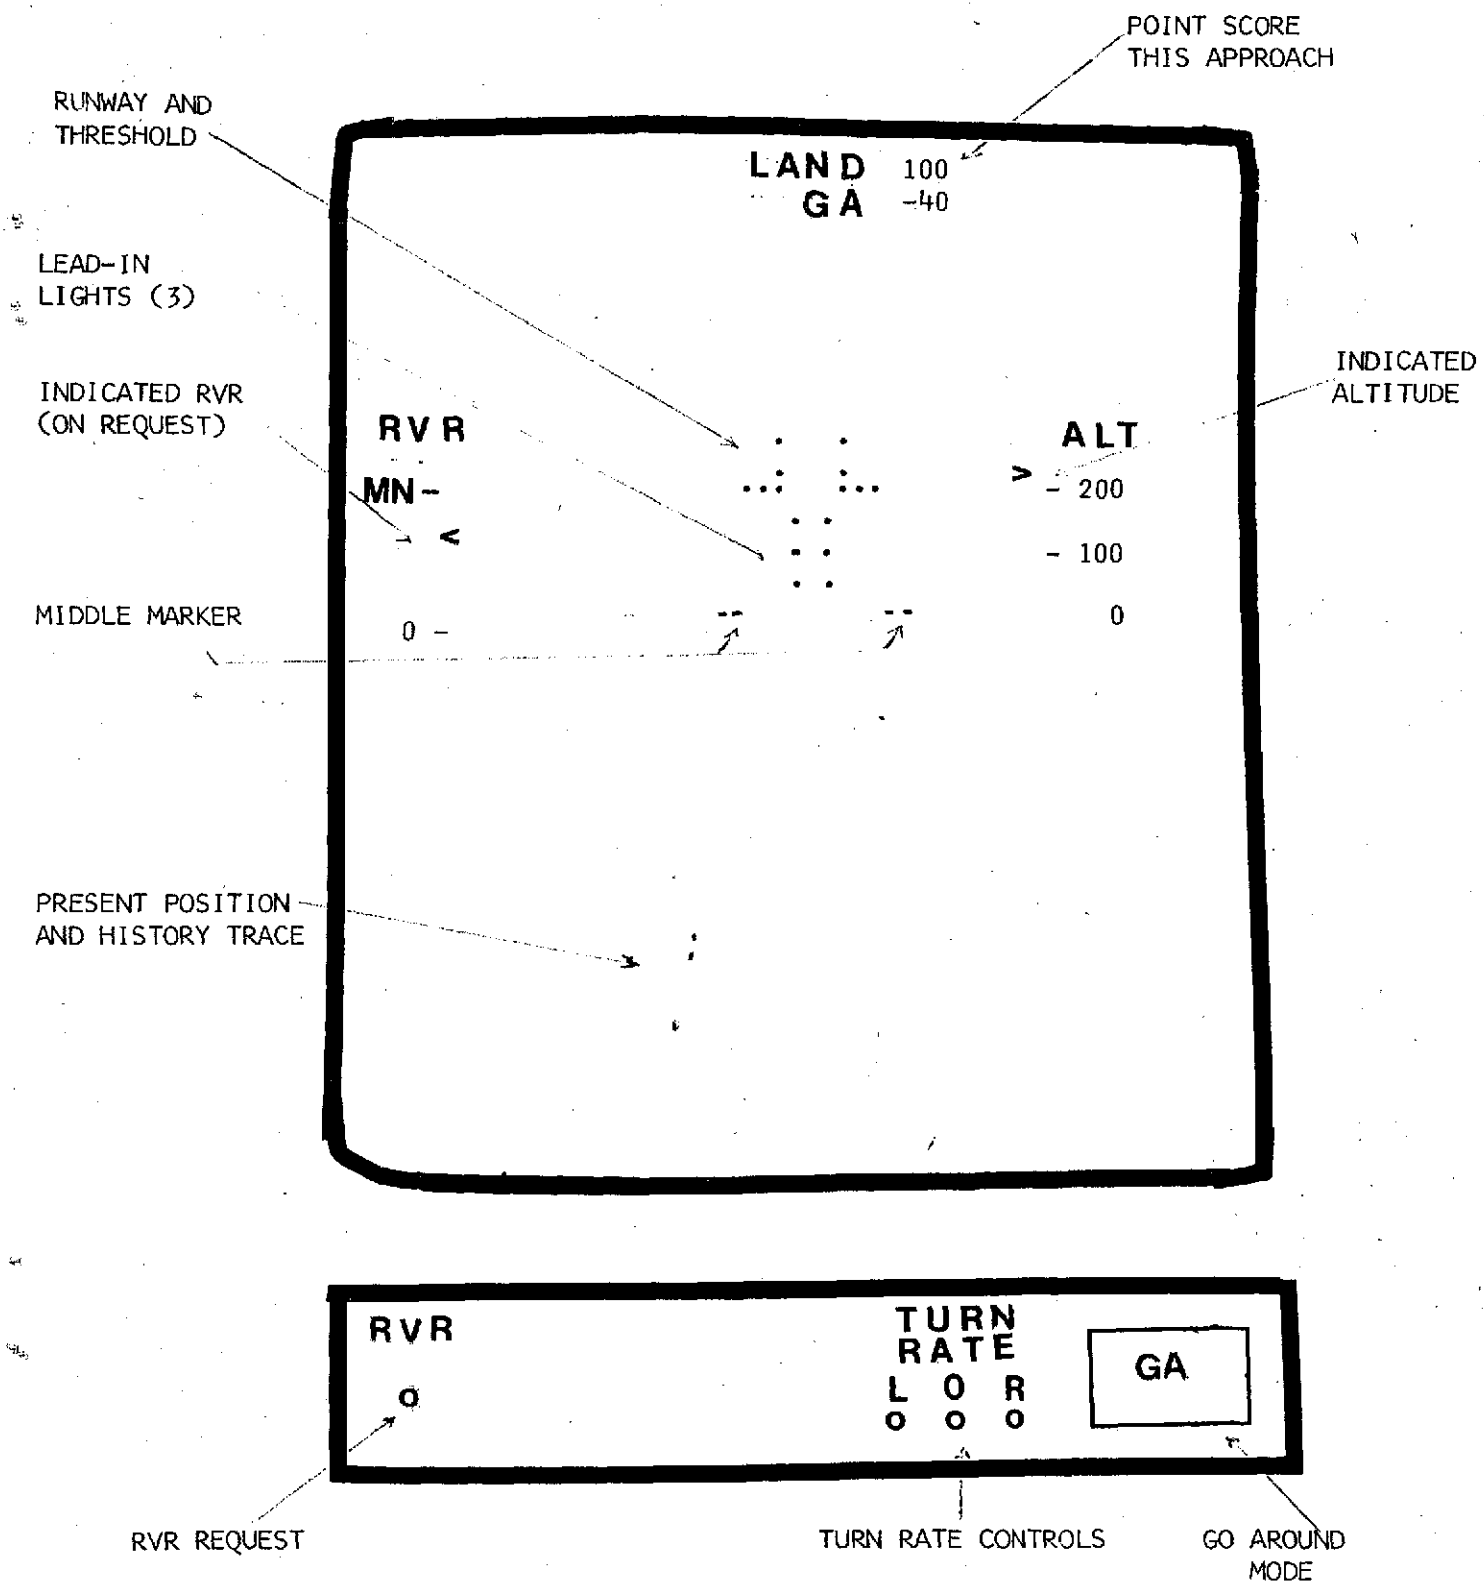 POINT SCORE
THIS APPROACH
RUNWAY AND
THRESHOLD
LAND 100
GA -40
LEAD-IN
LIGHTS (3)
INDICATED
ALTITUDE
INDICATED RVR
(ON REQUEST)
RVR
ALT
MN -
>
- 200
- <
- 100
MIDDLE MARKER
0 -
0
PRESENT POSITION
AND HISTORY TRACE
RVR
TURN
RATE
L 0 R
GA
RVR REQUEST
TURN RATE CONTROLS
GO AROUND
MODE